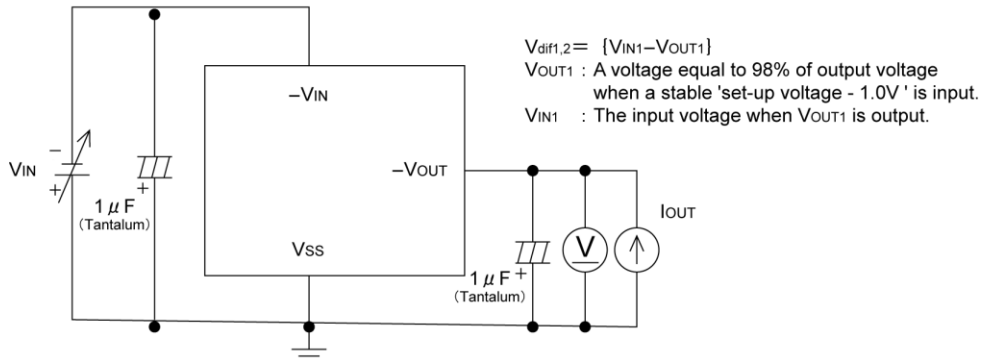 Vdif1,2= {VIN1–VOUT1}
VOUT1 : A voltage equal to 98% of output voltage
when a stable 'set-up voltage - 1.0V ' is input.
VIN1 : The input voltage when VOUT1 is output.
–VIN
–
VIN
+
+
1 μ F
(Tantalum)
–VOUT
VSS
IOUT
V
1 μ F +
(Tantalum)